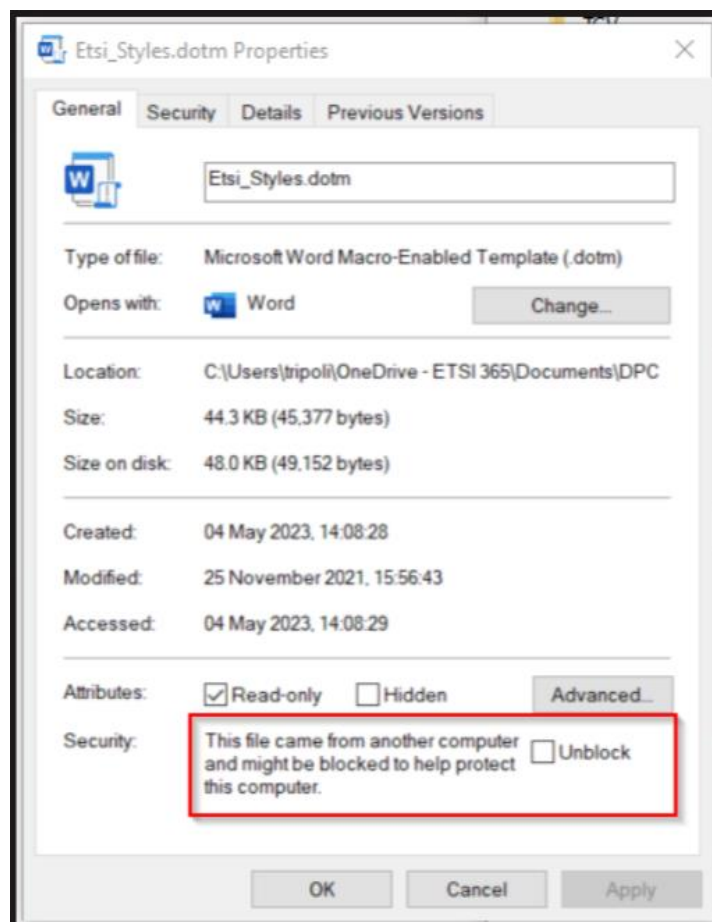 Etsi_Styles.dotm Properties
General Security Details Previous Versions
Etsi_Styles.dotm
Type of file: Microsoft Word Macro-Enabled Template (.dotm)
Opens with: Word Change...
Location: C:\Users\tripoli\OneDrive - ETSI 365\Documents\DPC
Size: 44.3 KB (45,377 bytes)
Size on disk: 48.0 KB (49,152 bytes)
Created: 04 May 2023, 14:08:28
Modified: 25 November 2021, 15:56:43
Accessed: 04 May 2023, 14:08:29
Attributes: Read-only Hidden Advanced...
Security: This file came from another computer
and might be blocked to help protect
this computer.
Unblock
OK Cancel Apply